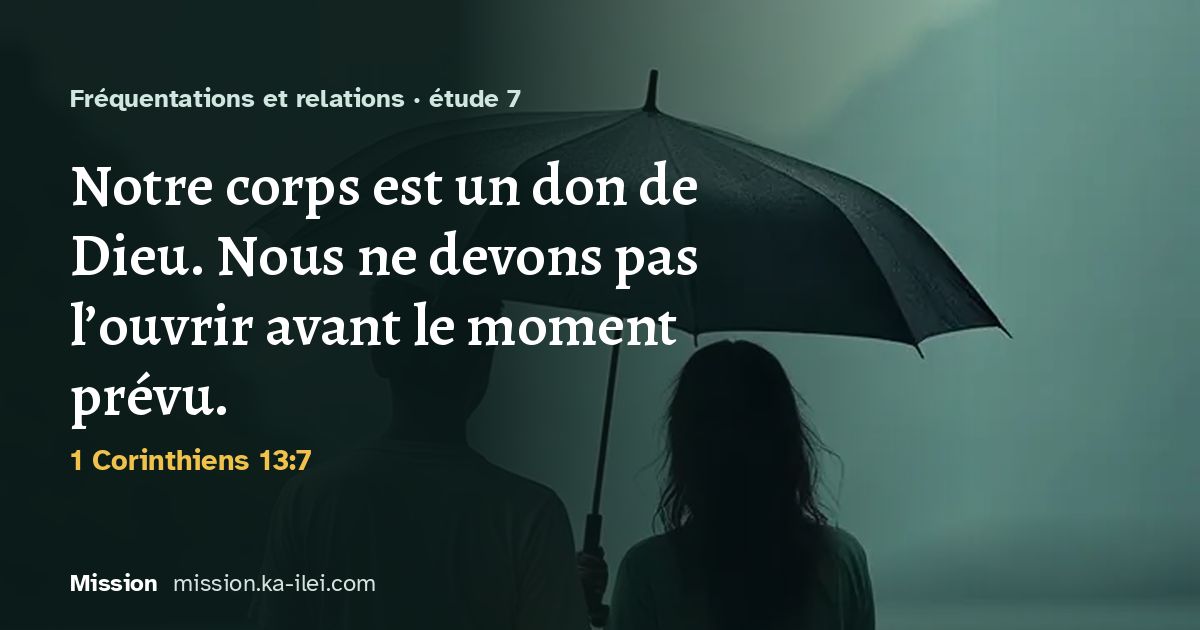 Fréquentations et relations · étude 7
Notre corps est un don de
Dieu. Nous ne devons pas
l’ouvrir avant le moment
prévu.
1 Corinthiens 13:7
Mission mission.ka-ilei.com